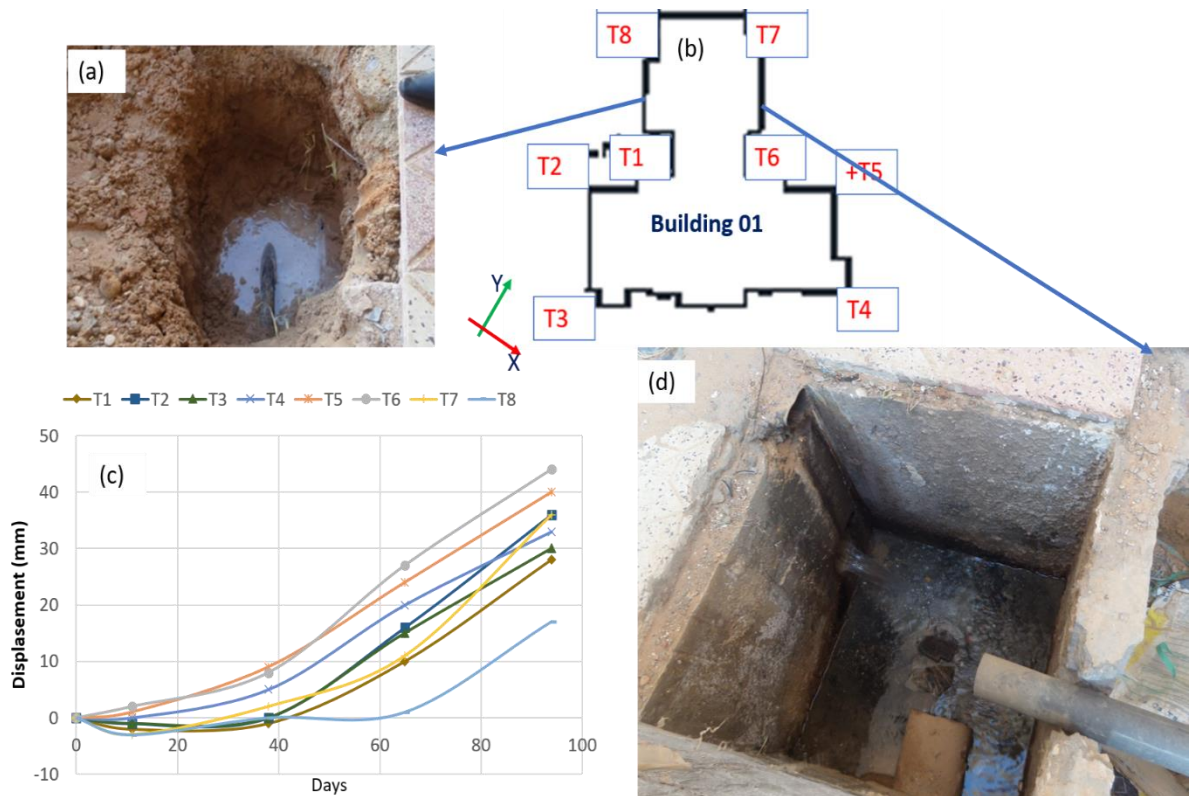 (a)
T8
(b)
T7
T2
T1
T6
+T5
Building 01
Y
X
T3
T4
T1 T2 T3 T4 T5 T6 T7 T8
(c)
Displasement (mm)
50
40
30
20
10
0
-10
0 20 40 60 80 100
Days
(d)